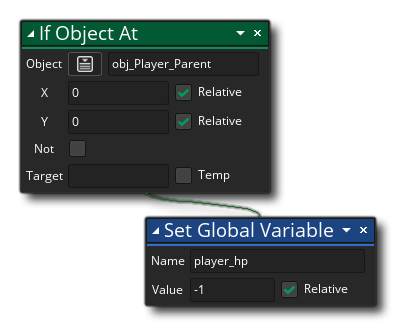 If Object At
Object obj_Player_Parent
X 0 Relative
Y 0 Relative
Not
Target Temp
Set Global Variable
Name player_hp
Value -1 Relative